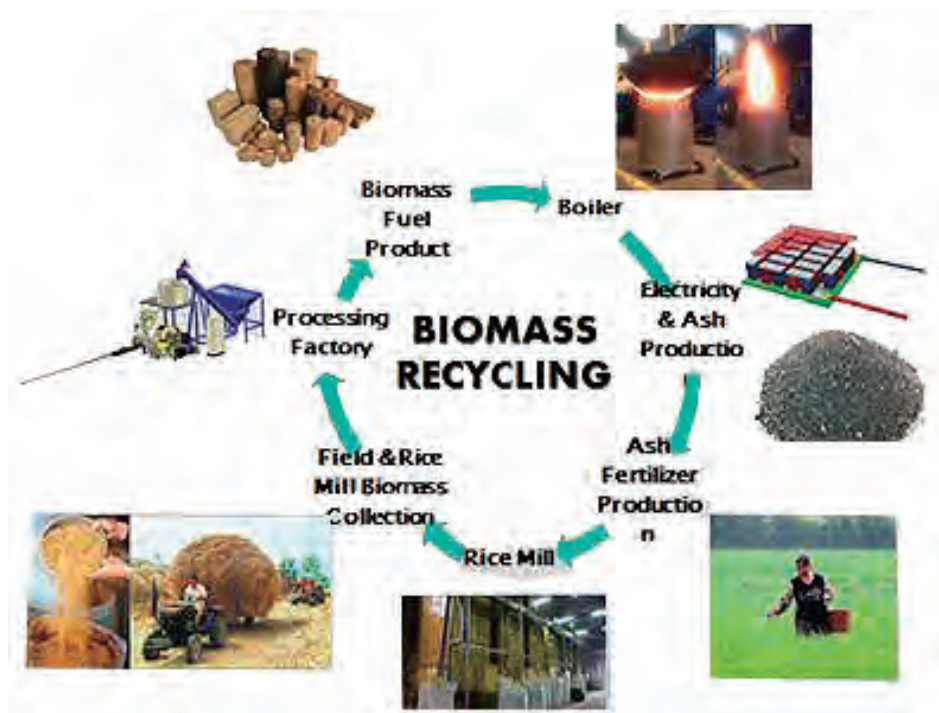 BIOMASS
RECYCLING
Biomass
Fuel
Product
Boiler
Electricity
& Ash
Productio
Ash
Fertilizer
Productio
n
Rice Mill
Field & Rice
Mill Biomass
Collection
Processing
Factory